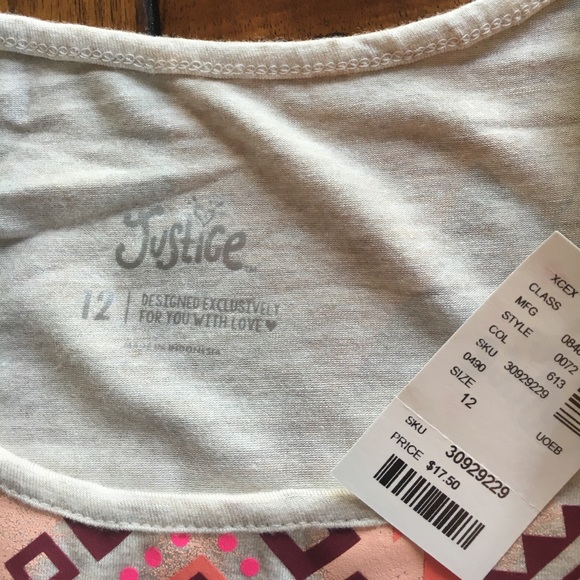 Justice
12
DESIGNED EXCLUSIVELY
FOR YOU WITH LOVE♥
MADE IN INDONESIA
XCEX
CLASS
MFG
STYLE 0072
COL 613
SKU 30929229
0490
SIZE
12
UOEB
SKU 30929229
PRICE $17.50